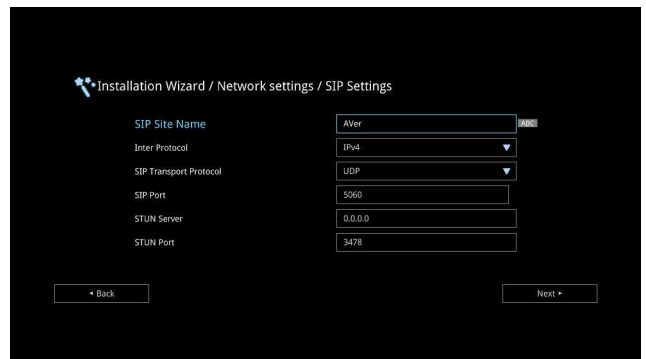 Installation Wizard / Network settings / SIP Settings
SIP Site Name AVer ABC
Inter Protocol IPv4
SIP Transport Protocol UDP
SIP Port 5060
STUN Server 0.0.0.0
STUN Port 3478
Back Next